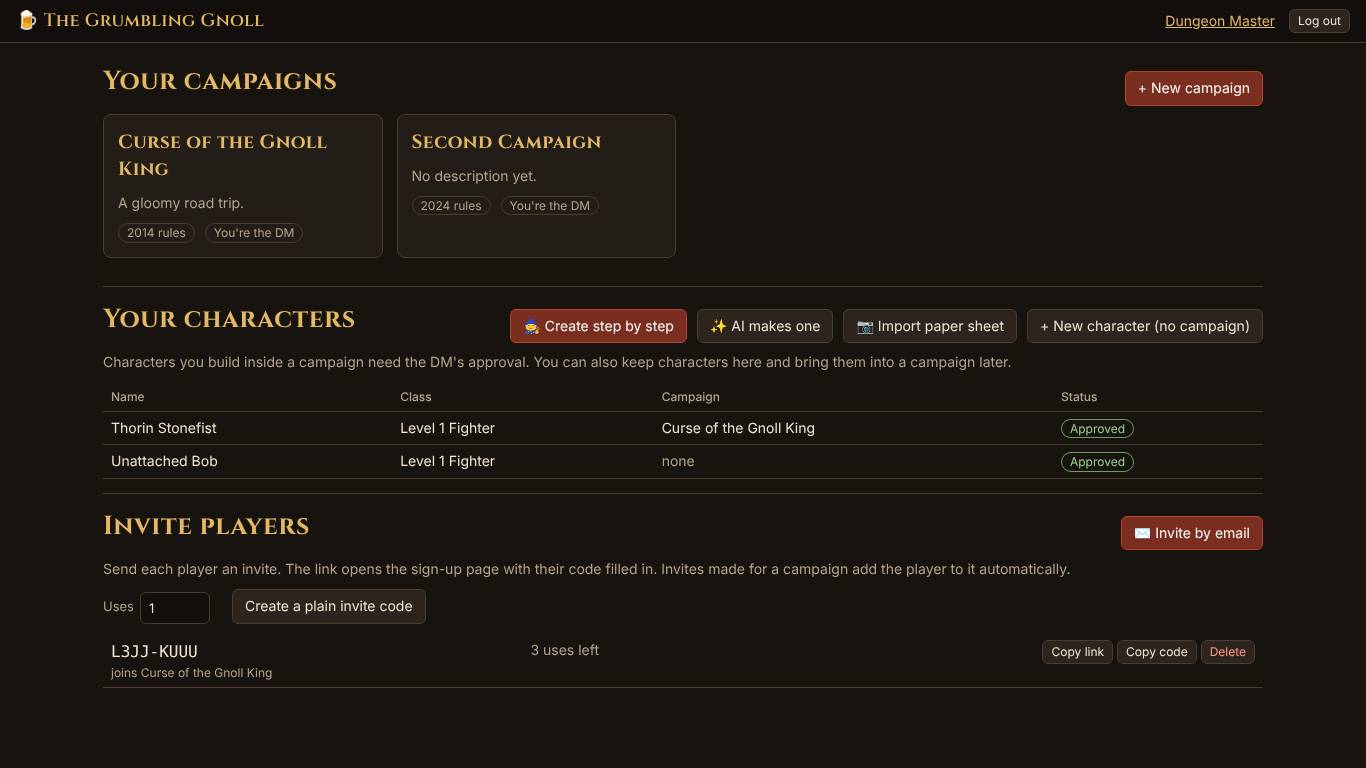 🍺 The Grumbling Gnoll
Dungeon Master
Log out
Your campaigns
+ New campaign
Curse of the Gnoll King
A gloomy road trip.
2014 rules You're the DM
Second Campaign
No description yet.
2024 rules You're the DM
Your characters
🧙 Create step by step
✨ AI makes one
📷 Import paper sheet
+ New character (no campaign)
Characters you build inside a campaign need the DM's approval. You can also keep characters here and bring them into a campaign later.
Name Class Campaign Status
Thorin Stonefist Level 1 Fighter Curse of the Gnoll King Approved
Unattached Bob Level 1 Fighter none Approved
Invite players
✉️ Invite by email
Send each player an invite. The link opens the sign-up page with their code filled in. Invites made for a campaign add the player to it automatically.
Uses 1 Create a plain invite code
L3JJ-KUUU 3 uses left Copy link Copy code Delete
joins Curse of the Gnoll King